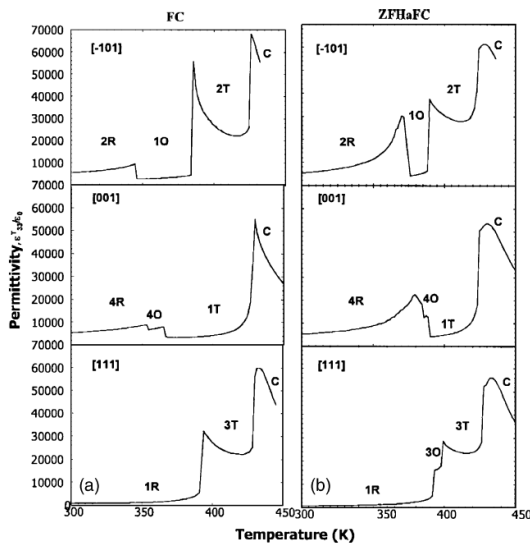 FC
ZFHaFC
70000
[-101]
C
[-101]
C
60000
50000
2T
2T
40000
30000
1O
20000
2R
1O
2R
10000
70000
[001]
[001]
60000
50000
C
C
40000
30000
20000
4R
4O
1T
4R
4O
1T
10000
70000
[111]
[111]
60000
C
C
50000
40000
3T
3T
30000
3O
20000
1R
1R
10000
(a)
(b)
0
300
350
400
450
300
350
400
450
Permittivity, εᵀ₃₃/ε₀
Temperature (K)